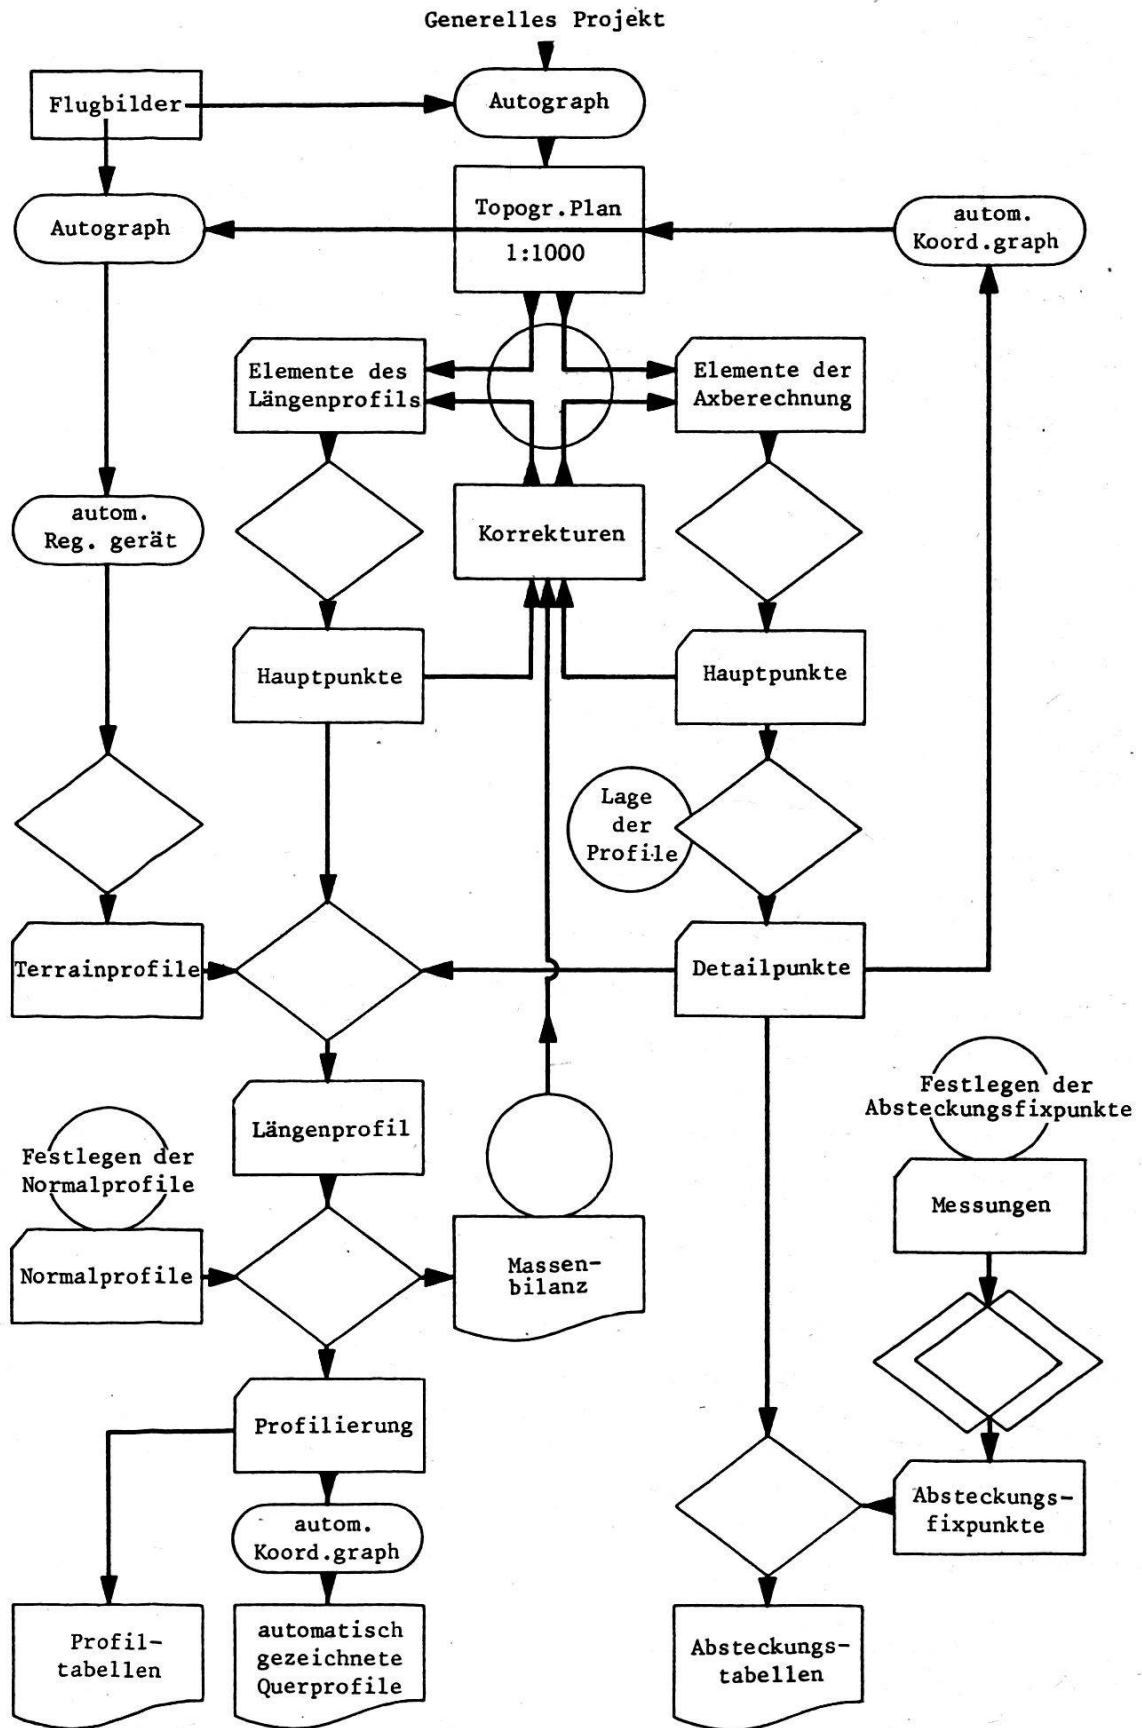 Generelles Projekt
Flugbilder
Autograph
Autograph
Topogr.Plan
1:1000
autom.
Koord.graph
Elemente des
Längenprofils
Elemente der
Axberechnung
autom.
Reg. gerät
Korrekturen
Hauptpunkte
Hauptpunkte
Lage
der
Profile
Terrainprofile
Detailpunkte
Längenprofil
Festlegen der
Absteckungsfixpunkte
Festlegen der
Normalprofile
Messungen
Normalprofile
Massen-
bilanz
Profilierung
Absteckungs-
fixpunkte
autom.
Koord.graph
Profil-
tabellen
automatisch
gezeichnete
Querprofile
Absteckungs-
tabellen